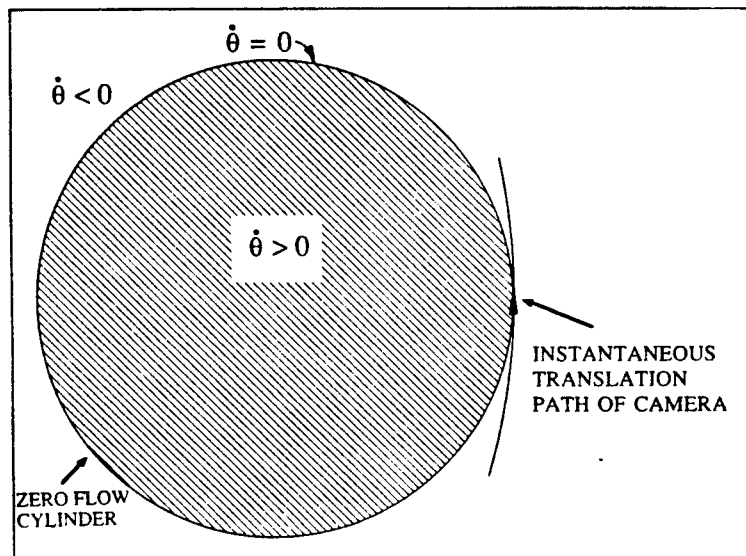 θ̇ = 0
θ̇ < 0
θ̇ > 0
INSTANTANEOUS
TRANSLATION
PATH OF CAMERA
ZERO FLOW
CYLINDER